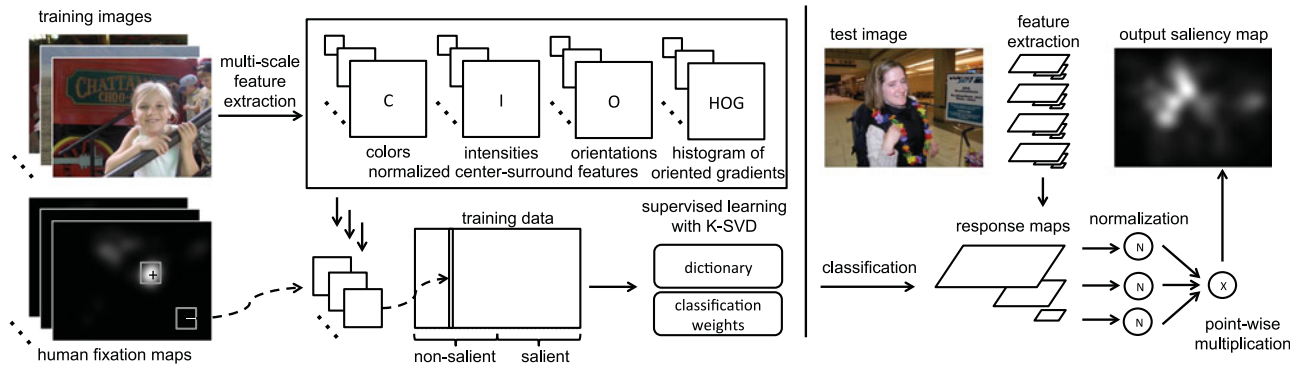 training images
CHATTA
CHOO-
multi-scale
feature
extraction
C
I
O
HOG
colors
intensities
orientations
histogram of
oriented gradients
normalized center-surround features
human fixation maps
+
-
training data
non-salient
salient
supervised learning
with K-SVD
dictionary
classification
weights
classification
test image
feature
extraction
output saliency map
response maps
normalization
N
N
N
X
point-wise
multiplication